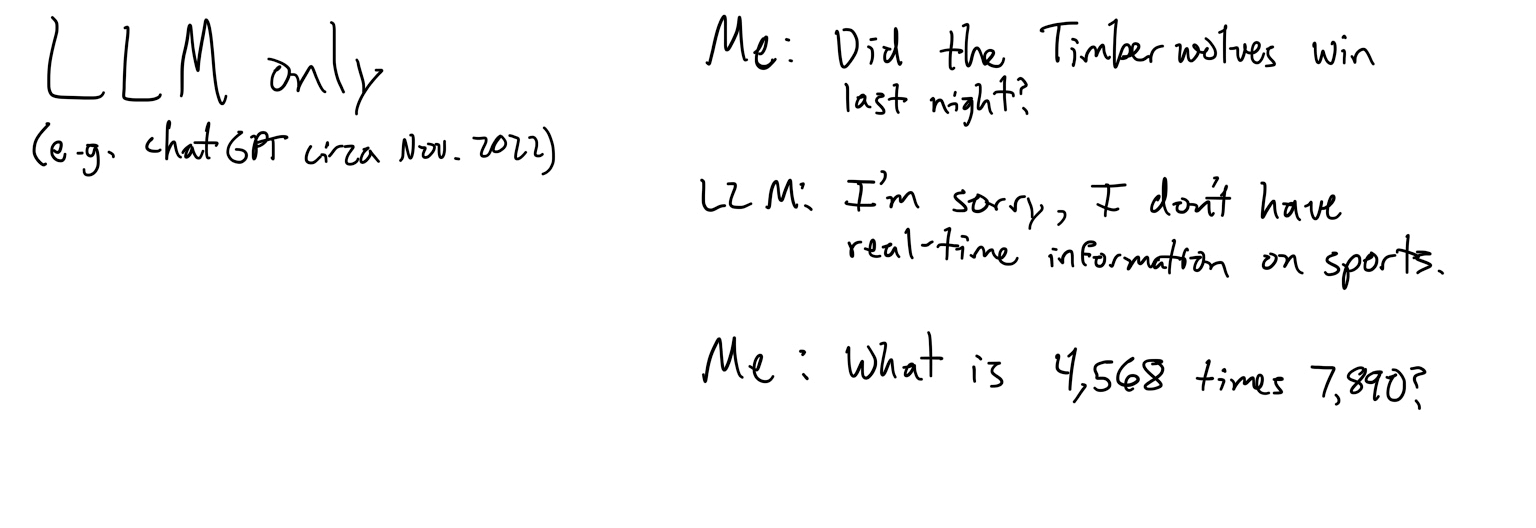 LLM only
(e.g. chatGPT circa Nov. 2022)
Me: Did the Timberwolves win
last night?
LLM: I'm sorry, I don't have
real-time information on sports.
Me: What is 4,568 times 7,890?